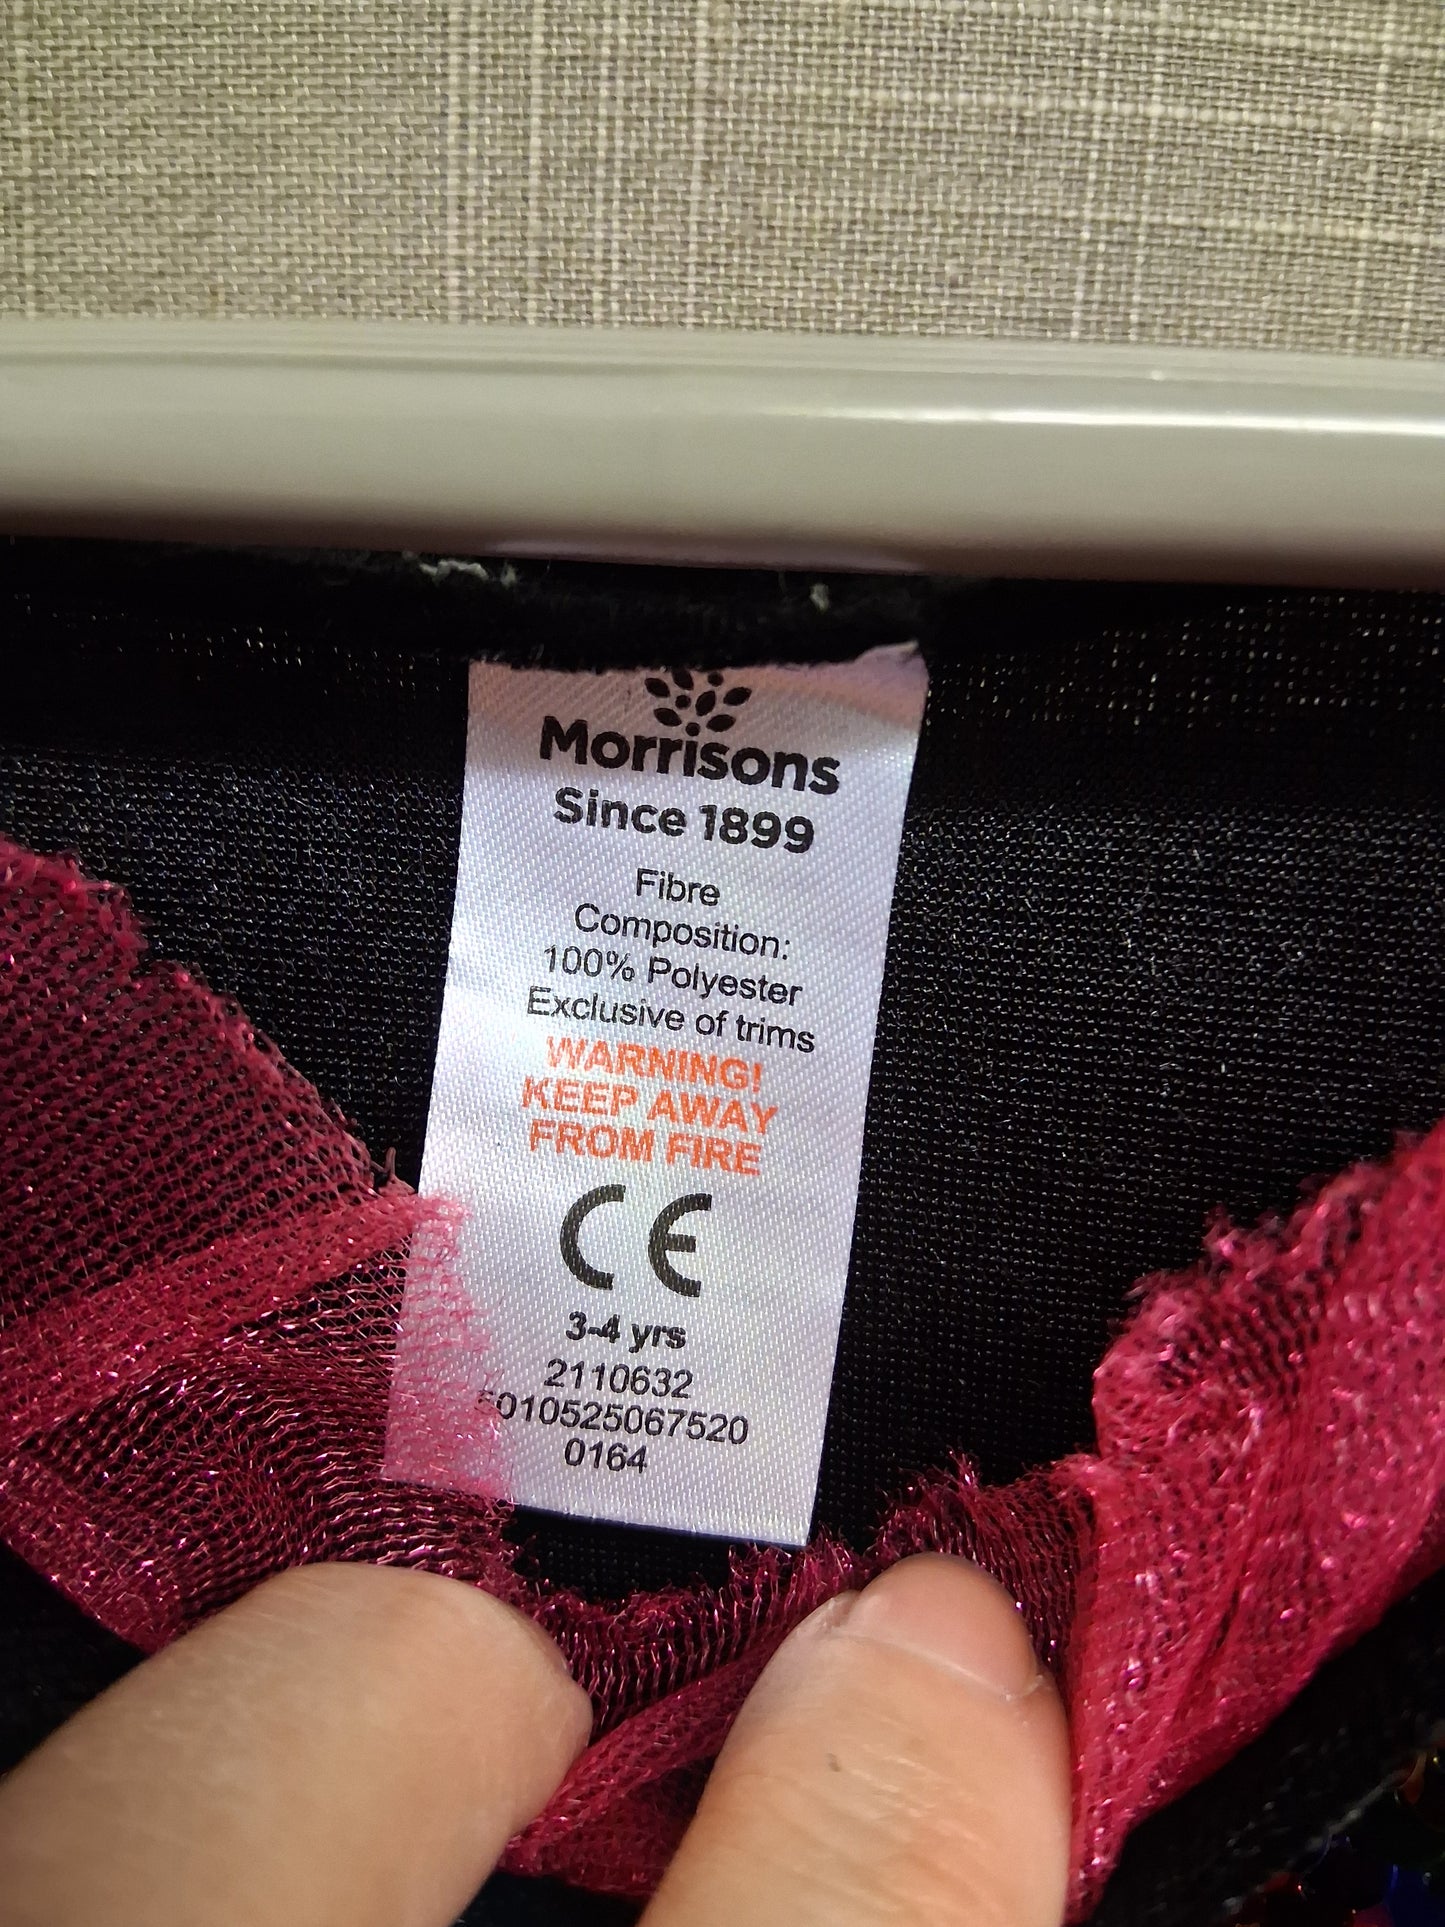 Morrisons
Since 1899
Fibre
Composition:
100% Polyester
Exclusive of trims
WARNING!
KEEP AWAY
FROM FIRE
CE
3-4 yrs
2110632
5010525067520
0164